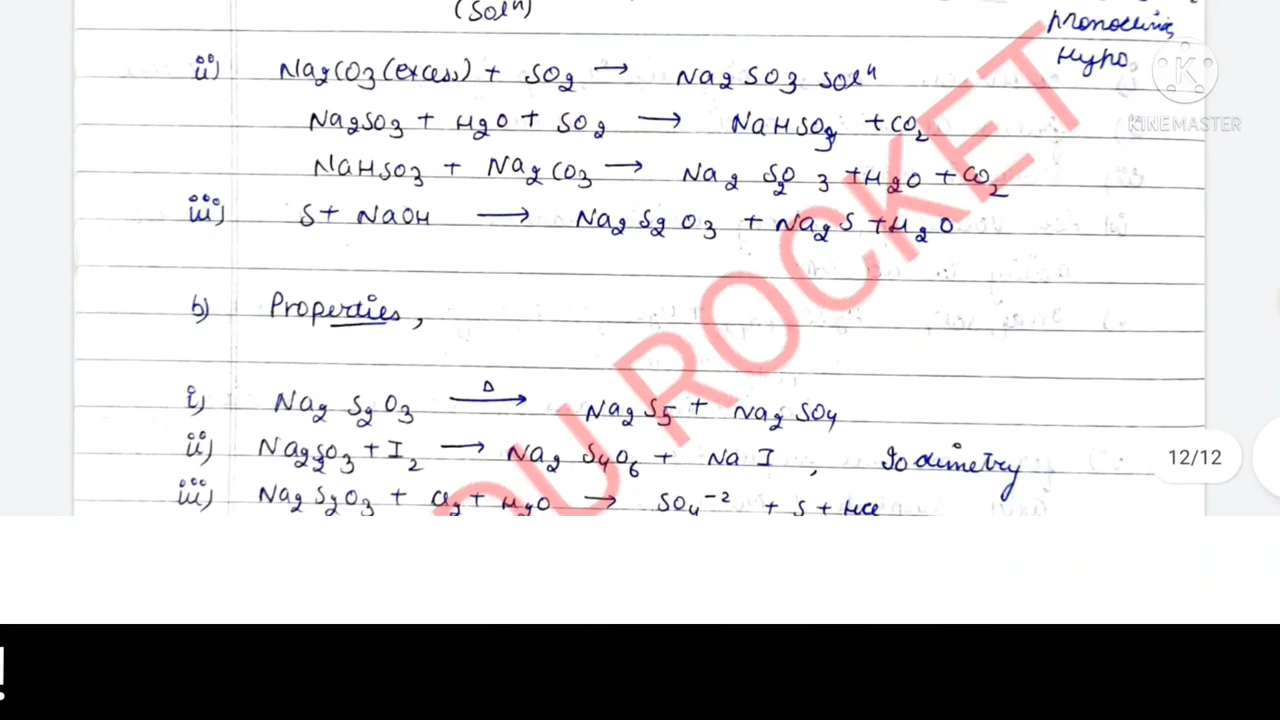 (Solⁿ)
monoclinic,
Hypo
ii) Na₂CO₃(excess) + SO₂ → Na₂SO₃ Solⁿ
Na₂SO₃ + H₂O + SO₂ → NaHSO₃ + CO₂
NaHSO₃ + Na₂CO₃ → Na₂S₂O₃ + H₂O + CO₂
iii) S + NaOH → Na₂S₂O₃ + Na₂S + H₂O
b) Properties,
i) Na₂S₂O₃ —Δ→ Na₂S₅ + Na₂SO₄
ii) Na₂S₂O₃ + I₂ → Na₂S₄O₆ + NaI , Iodimetry
iii) Na₂S₂O₃ + Cl₂ + H₂O → SO₄⁻² + S + HCl
K
KINEMASTER
OU ROCKET
12/12
!